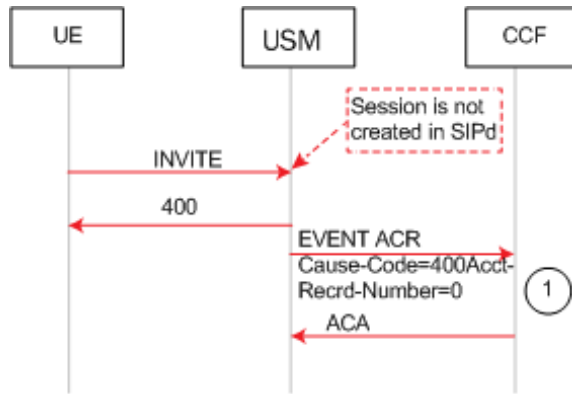 UE
USM
CCF
Session is not
created in SIPd
INVITE
400
EVENT ACR
Cause-Code=400Acct-
Recrd-Number=0
1
ACA